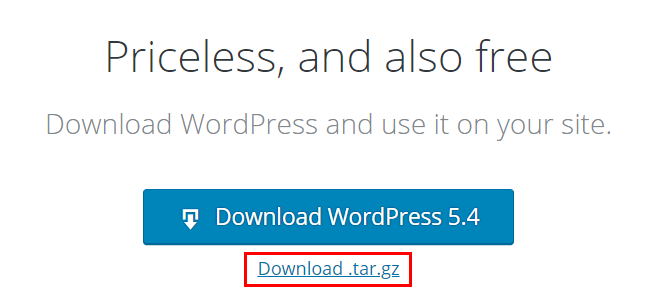 Priceless, and also free
Download WordPress and use it on your site.
Download WordPress 5.4
Download .tar.gz